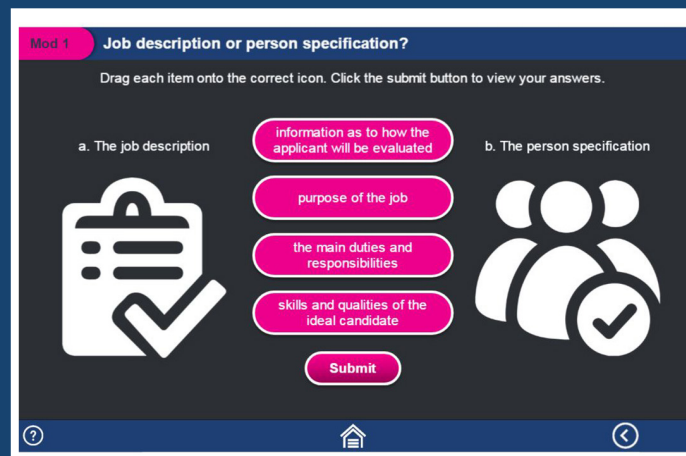 Mod 1
Job description or person specification?
Drag each item onto the correct icon. Click the submit button to view your answers.
a. The job description
information as to how the
applicant will be evaluated
b. The person specification
purpose of the job
the main duties and
responsibilities
skills and qualities of the
ideal candidate
Submit
?